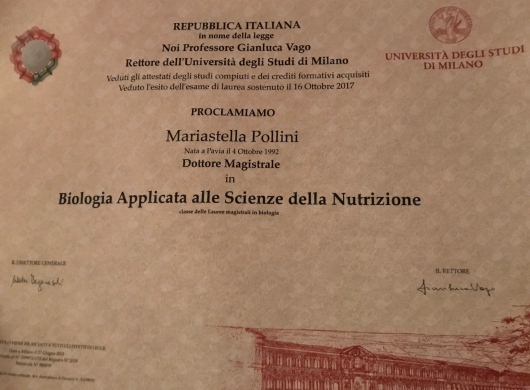 REPUBBLICA ITALIANA
in nome della legge
Noi Professore Gianluca Vago
Rettore dell'Università degli Studi di Milano
Veduti gli attestati degli studi compiuti e dei crediti formativi acquisiti
Veduto l'esito dell'esame di laurea sostenuto il 16 Ottobre 2017
UNIVERSITÀ DEGLI STUDI
DI MILANO
PROCLAMIAMO
Mariastella Pollini
Nata a Pavia il 4 Ottobre 1992
Dottore Magistrale
in
Biologia Applicata alle Scienze della Nutrizione
classe delle Lauree magistrali in biologia
IL DIRETTORE GENERALE
IL RETTORE
Gianluca Vago